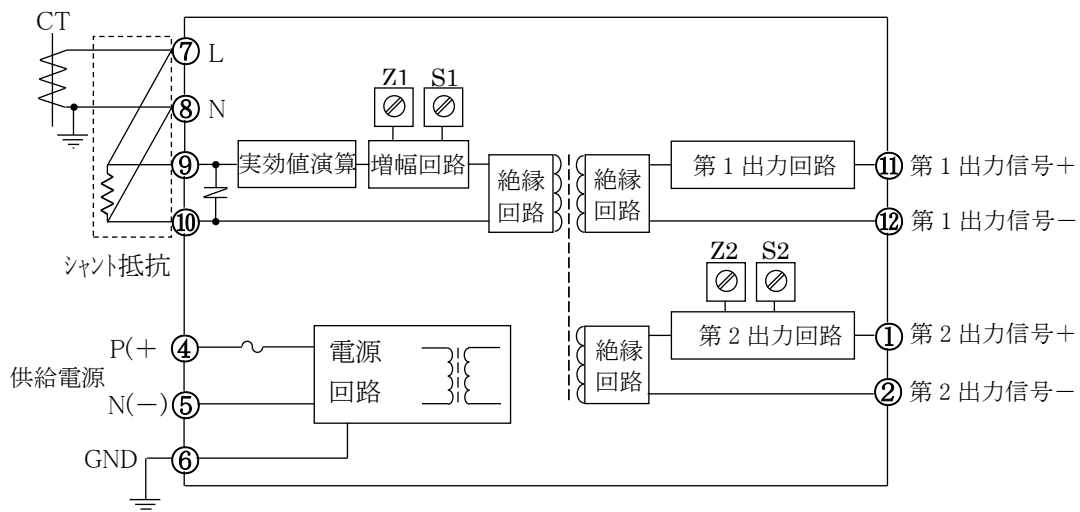 CT
⑦ L
⑧ N
Z1 S1
⑨ 実効値演算 増幅回路
絶縁
回路
絶縁
回路
第1出力回路 ⑪ 第1出力信号+
⑩
⑫ 第1出力信号-
シャント抵抗
Z2 S2
P(+ ④
電源
回路
絶縁
回路
第2出力回路 ① 第2出力信号+
供給電源
N(-) ⑤
② 第2出力信号-
GND ⑥